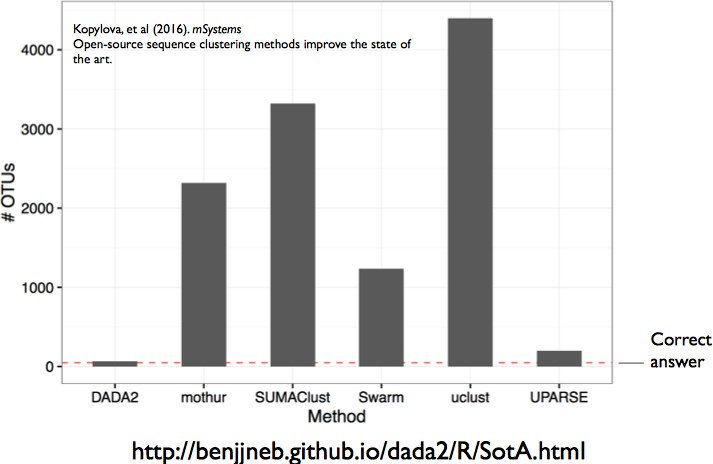 Kopylova, et al (2016). mSystems
Open-source sequence clustering methods improve the state of
the art.
4000
3000
2000
1000
0
# OTUs
Correct
answer
DADA2 mothur SUMAClust Swarm uclust UPARSE
Method
http://benjjneb.github.io/dada2/R/SotA.html